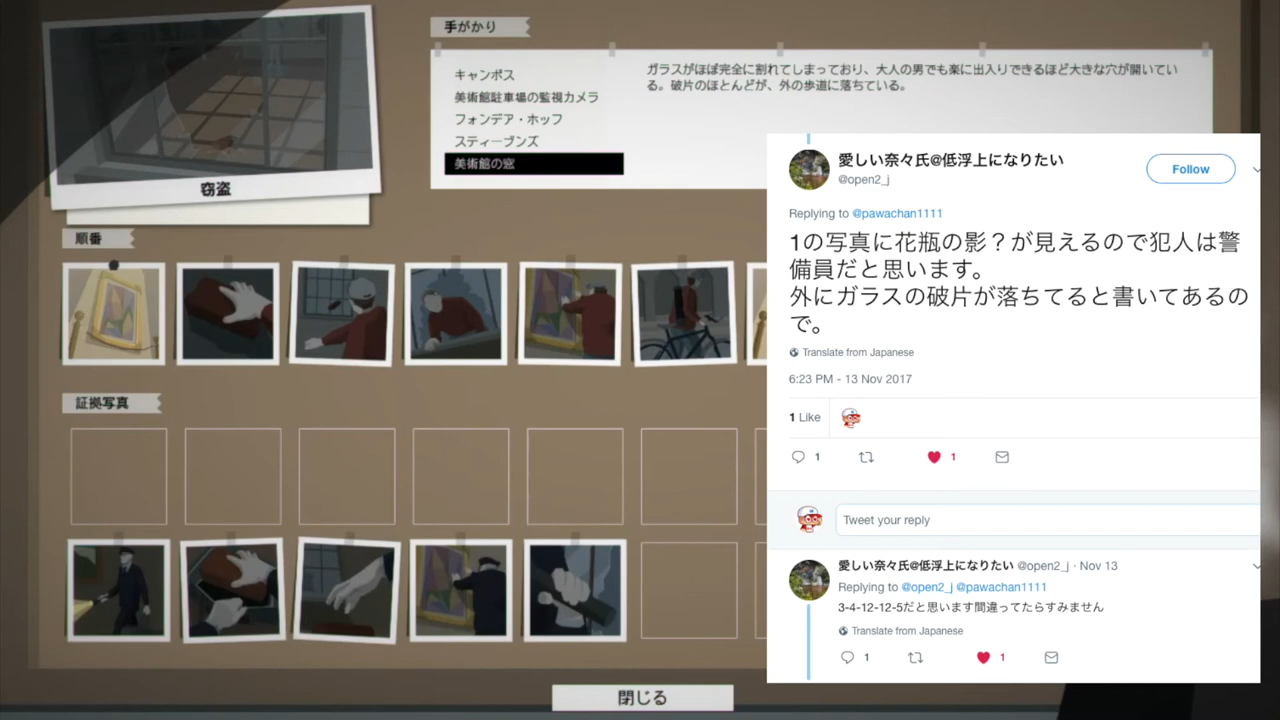 窃盗
手がかり
キャンポス
美術館駐車場の監視カメラ
フォンデア・ホッフ
スティーブンズ
美術館の窓
ガラスがほぼ完全に割れてしまっており、大人の男でも楽に出入りできるほど大きな穴が開いてい
る。破片のほとんどが、外の歩道に落ちている。
順番
証拠写真
閉じる
愛しい奈々氏@低浮上になりたい
@open2_j
Follow
Replying to @pawachan1111
1の写真に花瓶の影？が見えるので犯人は警
備員だと思います。
外にガラスの破片が落ちてると書いてあるの
で。
Translate from Japanese
6:23 PM - 13 Nov 2017
1 Like
1
1
Tweet your reply
愛しい奈々氏@低浮上になりたい @open2_j · Nov 13
Replying to @open2_j @pawachan1111
3-4-12-12-5だと思います間違ってたらすみません
Translate from Japanese
1
1